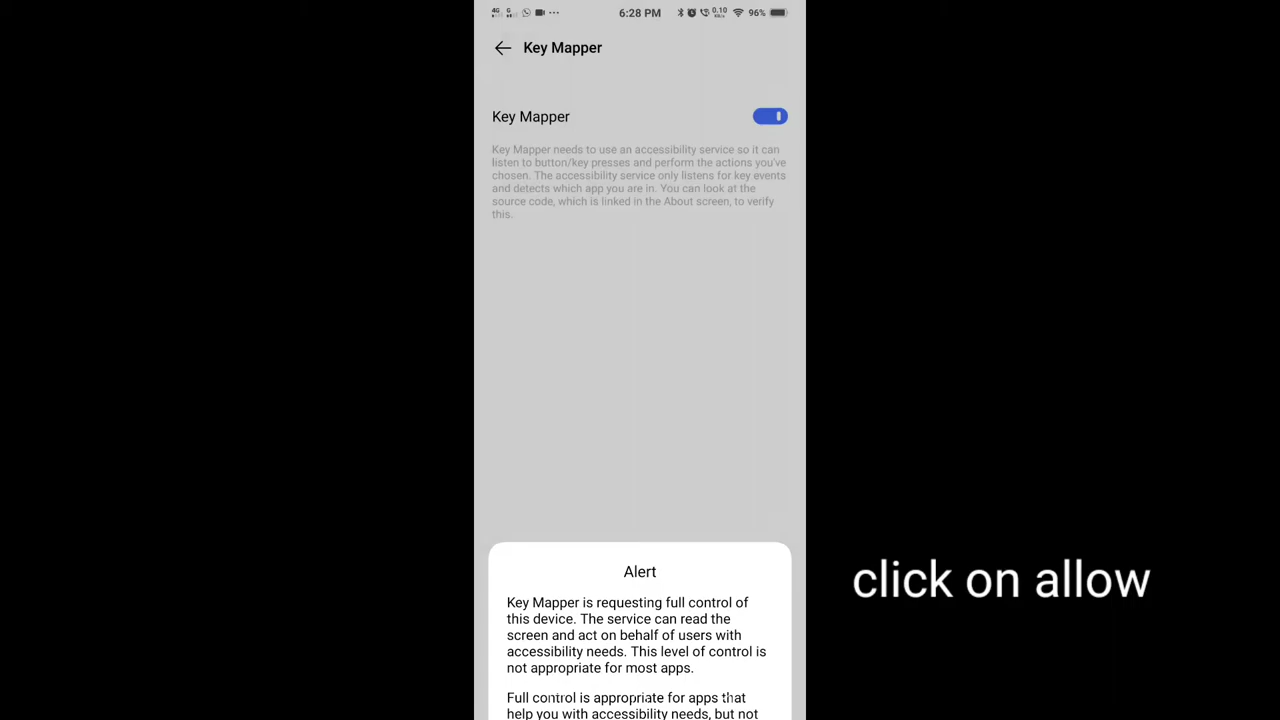 4G G 6:28 PM 0.10 KB/s 96%
Key Mapper
Key Mapper
Key Mapper needs to use an accessibility service so it can
listen to button/key presses and perform the actions you've
chosen. The accessibility service only listens for key events
and detects which app you are in. You can look at the
source code, which is linked in the About screen, to verify
this.
Alert
Key Mapper is requesting full control of
this device. The service can read the
screen and act on behalf of users with
accessibility needs. This level of control is
not appropriate for most apps.
Full control is appropriate for apps that
help you with accessibility needs, but not
click on allow